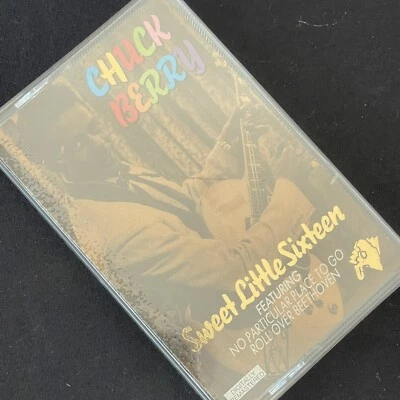 CHUCK
BERRY
Sweet Little Sixteen
FEATURING
NO PARTICULAR PLACE TO GO
ROLL OVER BEETHOVEN